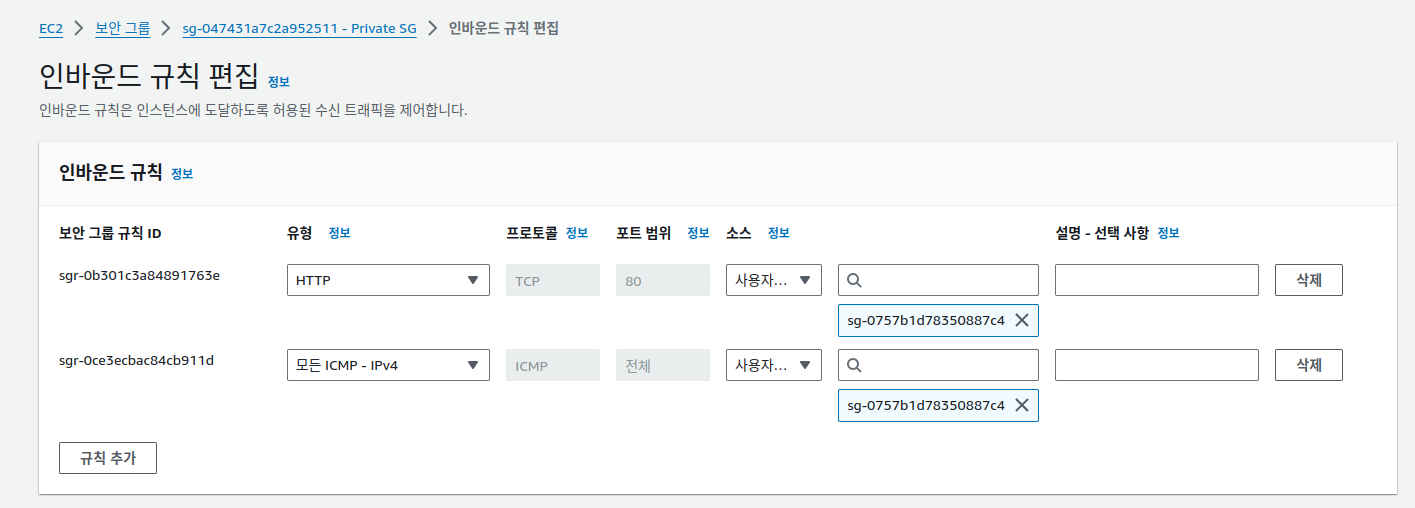 EC2 > 보안 그룹 > sg-047431a7c2a952511 - Private SG > 인바운드 규칙 편집
인바운드 규칙 편집 정보
인바운드 규칙은 인스턴스에 도달하도록 허용된 수신 트래픽을 제어합니다.
인바운드 규칙 정보
보안 그룹 규칙 ID 유형 정보 프로토콜 정보 포트 범위 정보 소스 정보 설명 - 선택 사항 정보
sgr-0b301c3a84891763e HTTP TCP 80 사용자... 삭제
sg-0757b1d78350887c4
sgr-0ce3ecbac84cb911d 모든 ICMP - IPv4 ICMP 전체 사용자... 삭제
sg-0757b1d78350887c4
규칙 추가